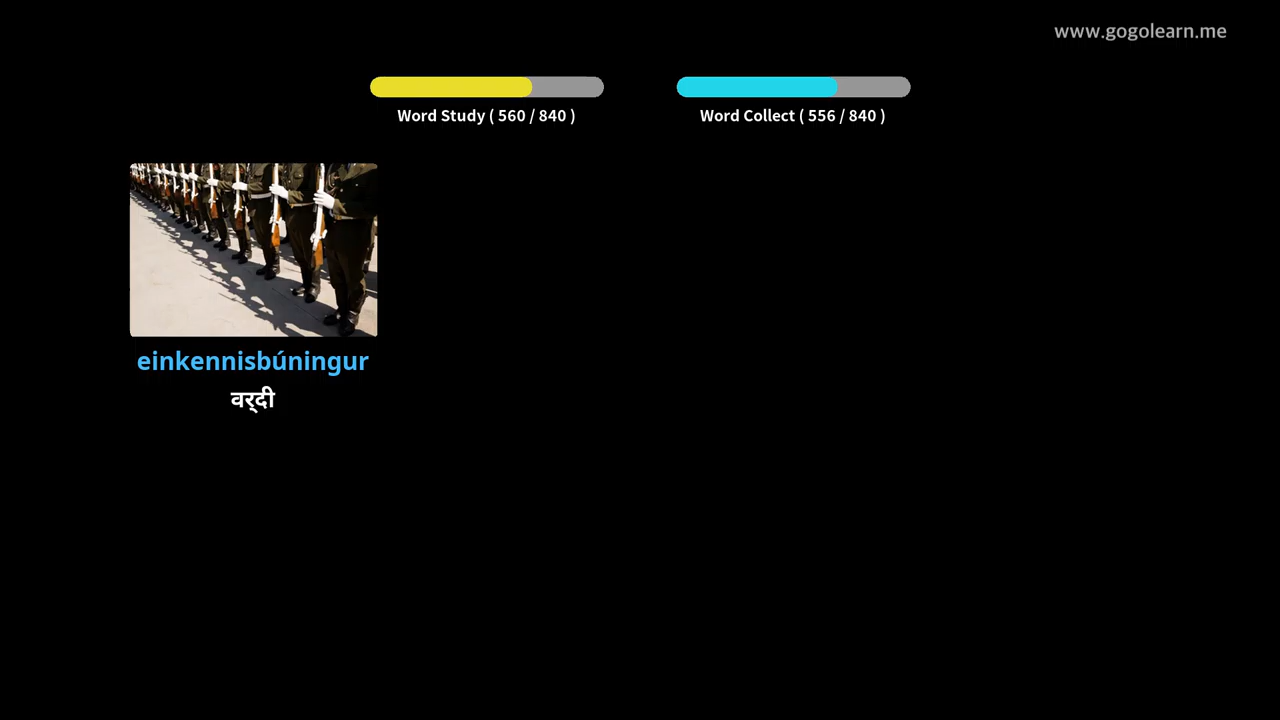 www.gogolearn.me
Word Study ( 560 / 840 )
Word Collect ( 556 / 840 )
einkennisbúningur
वर्‌दी